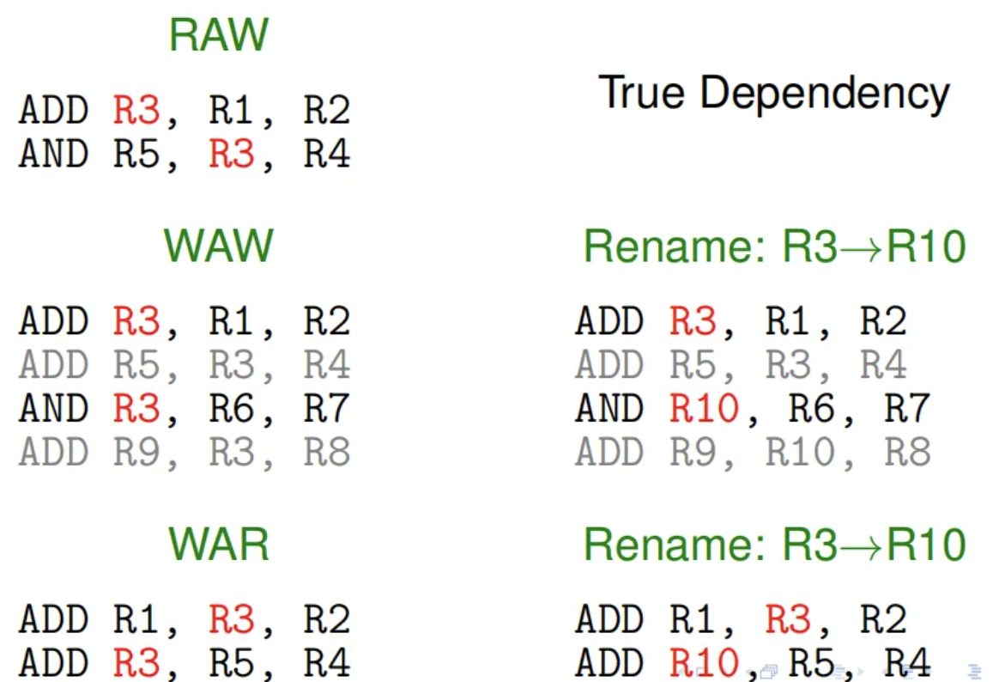 RAW
True Dependency
ADD R3, R1, R2
AND R5, R3, R4
WAW
Rename: R3→R10
ADD R3, R1, R2
ADD R5, R3, R4
AND R3, R6, R7
ADD R9, R3, R8
ADD R3, R1, R2
ADD R5, R3, R4
AND R10, R6, R7
ADD R9, R10, R8
WAR
Rename: R3→R10
ADD R1, R3, R2
ADD R3, R5, R4
ADD R1, R3, R2
ADD R10, R5, R4